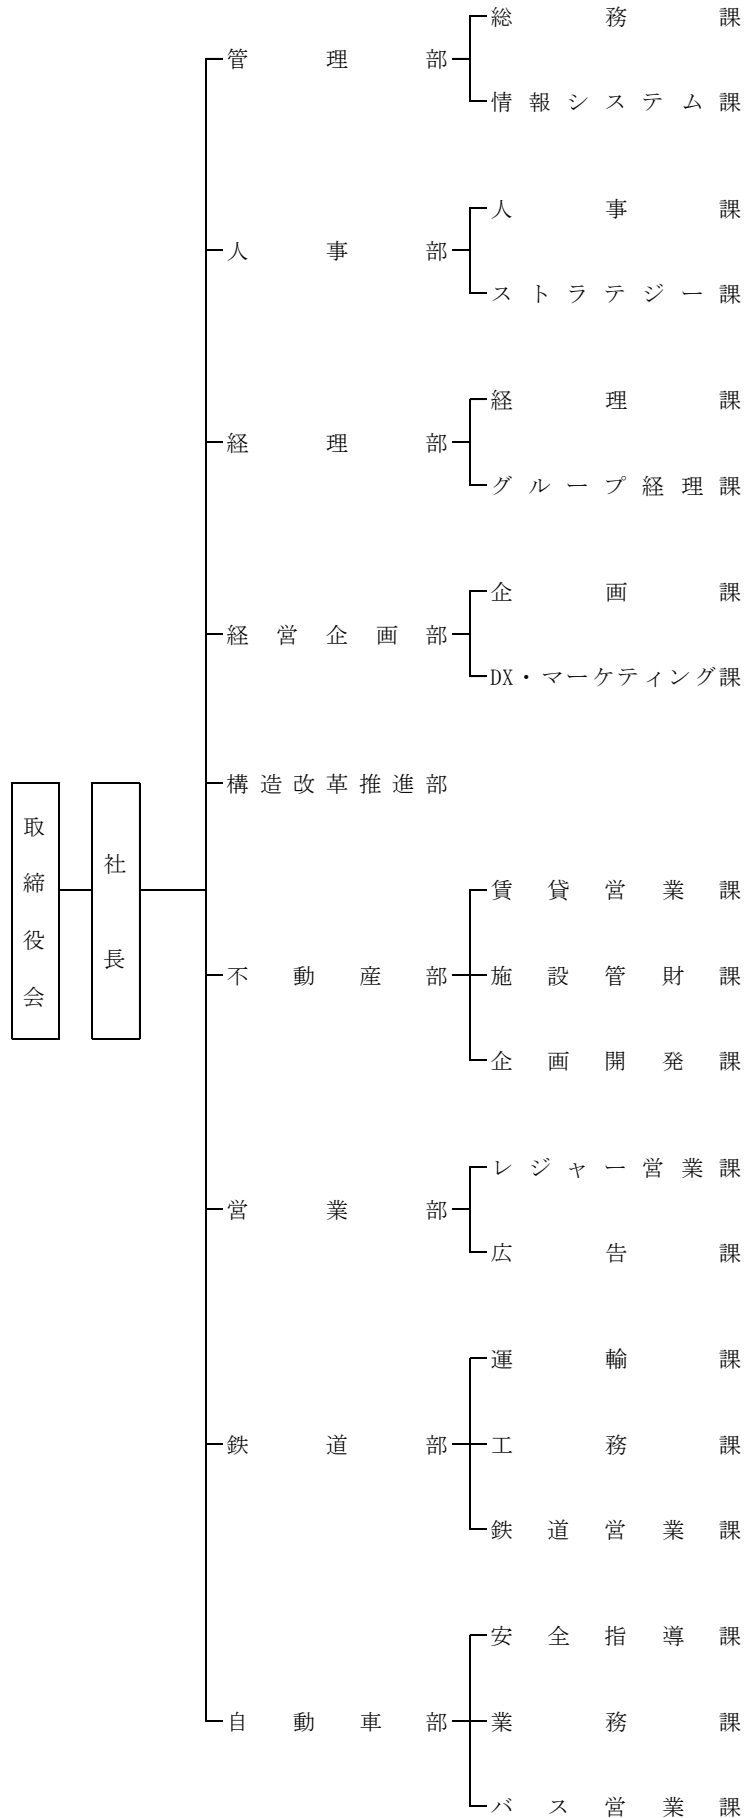 取締役会
社長
管理部
総務課
情報システム課
人事部
人事課
ストラテジー課
経理部
経理課
グループ経理課
経営企画部
企画課
DX・マーケティング課
構造改革推進部
不動産部
賃貸営業課
施設管財課
企画開発課
営業部
レジャー営業課
広告課
鉄道部
運輸課
工務課
鉄道営業課
自動車部
安全指導課
業務課
バス営業課